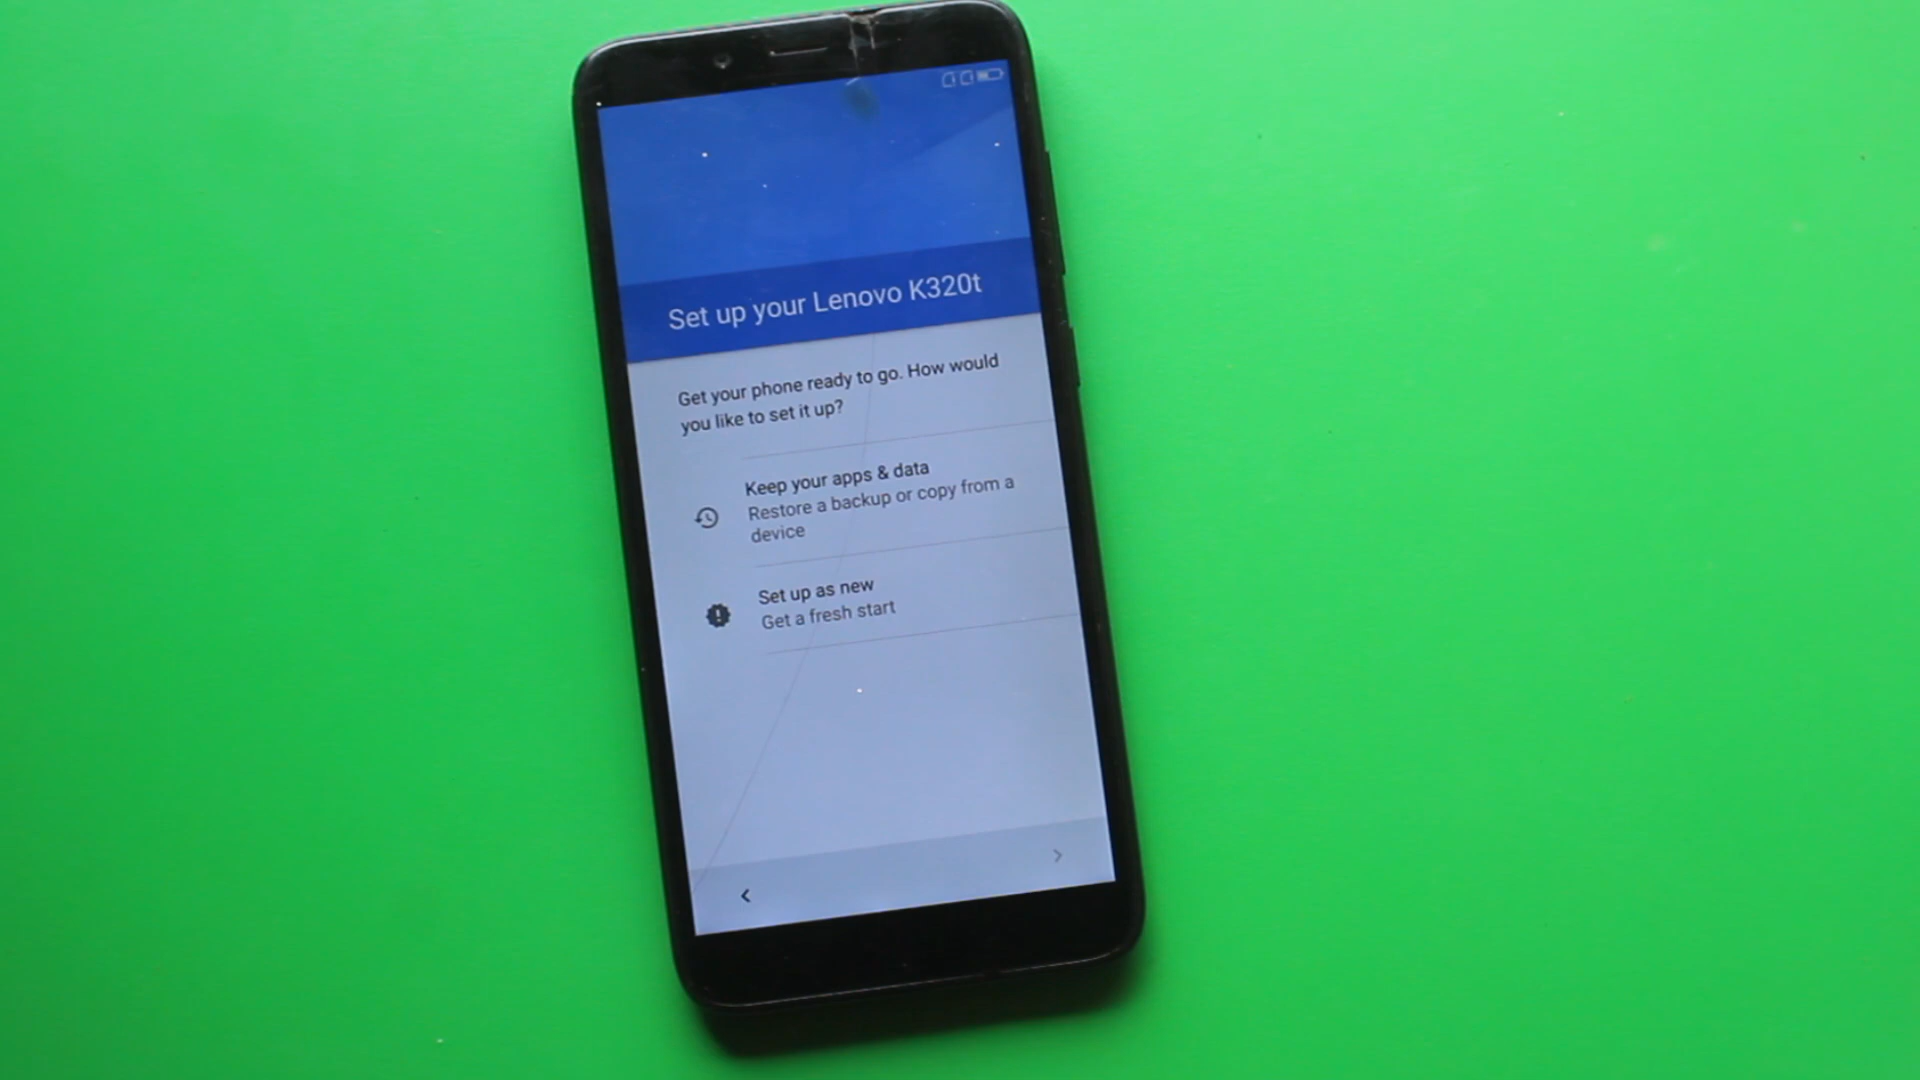 Set up your Lenovo K320t
Get your phone ready to go. How would
you like to set it up?
Keep your apps & data
Restore a backup or copy from a
device
Set up as new
Get a fresh start